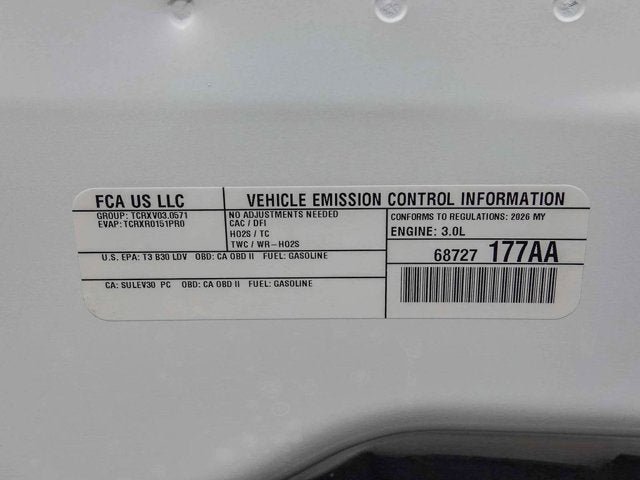 FCA US LLC
GROUP: TCRXV03.0571
EVAP: TCRXR0151PR0
VEHICLE EMISSION CONTROL INFORMATION
NO ADJUSTMENTS NEEDED
CAC / DFI
HO2S / TC
TWC / WR-HO2S
CONFORMS TO REGULATIONS: 2026 MY
ENGINE: 3.0L
U.S. EPA: T3 B30 LDV OBD: CA OBD II FUEL: GASOLINE
68727 177AA
CA: SULEV30 PC OBD: CA OBD II FUEL: GASOLINE